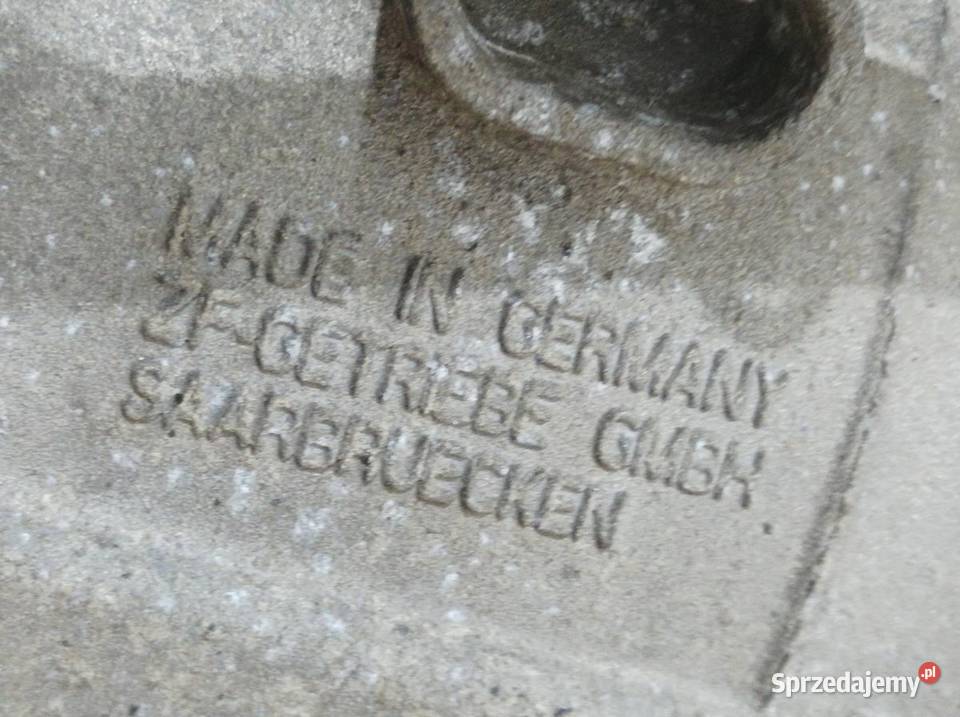 MADE IN GERMANY
ZF-GETRIEBE GMBH.
SAARBRUECKEN
Sprzedajemy.pl